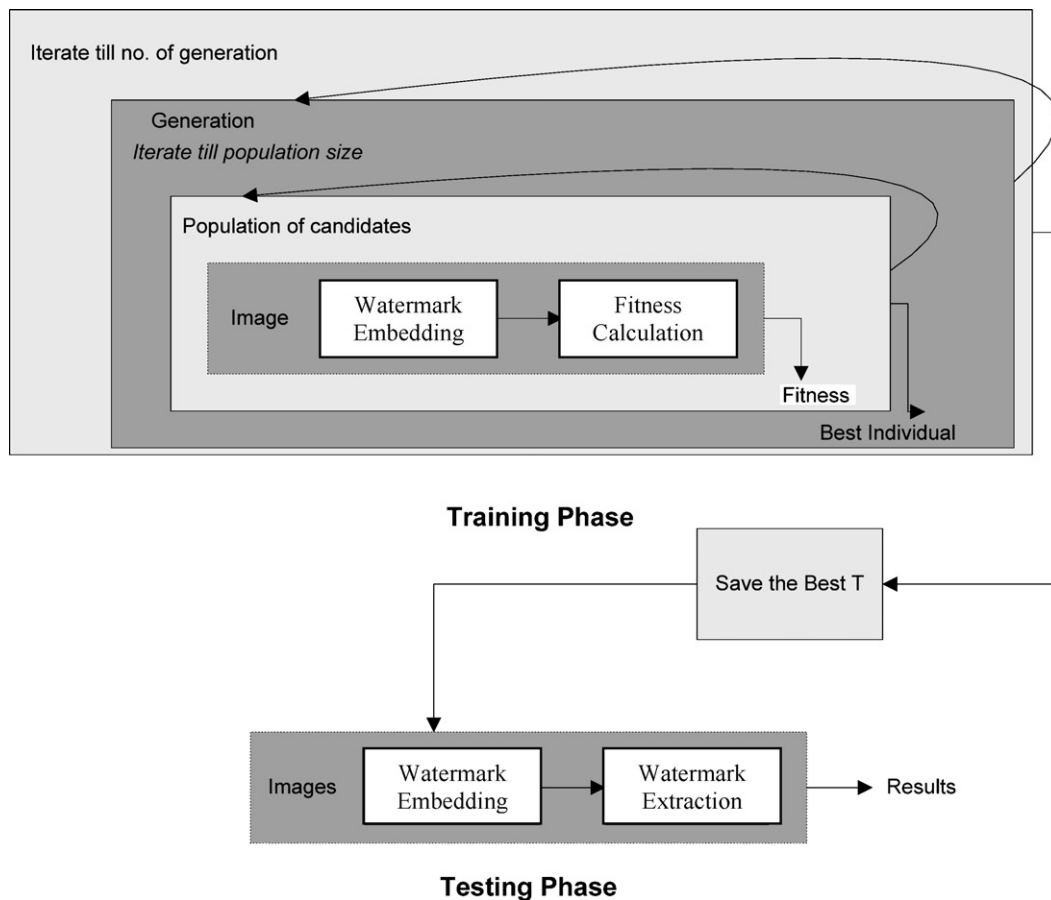 Iterate till no. of generation
Generation
Iterate till population size
Population of candidates
Image
Watermark
Embedding
Fitness
Calculation
Fitness
Best Individual
Training Phase
Save the Best T
Images
Watermark
Embedding
Watermark
Extraction
Results
Testing Phase